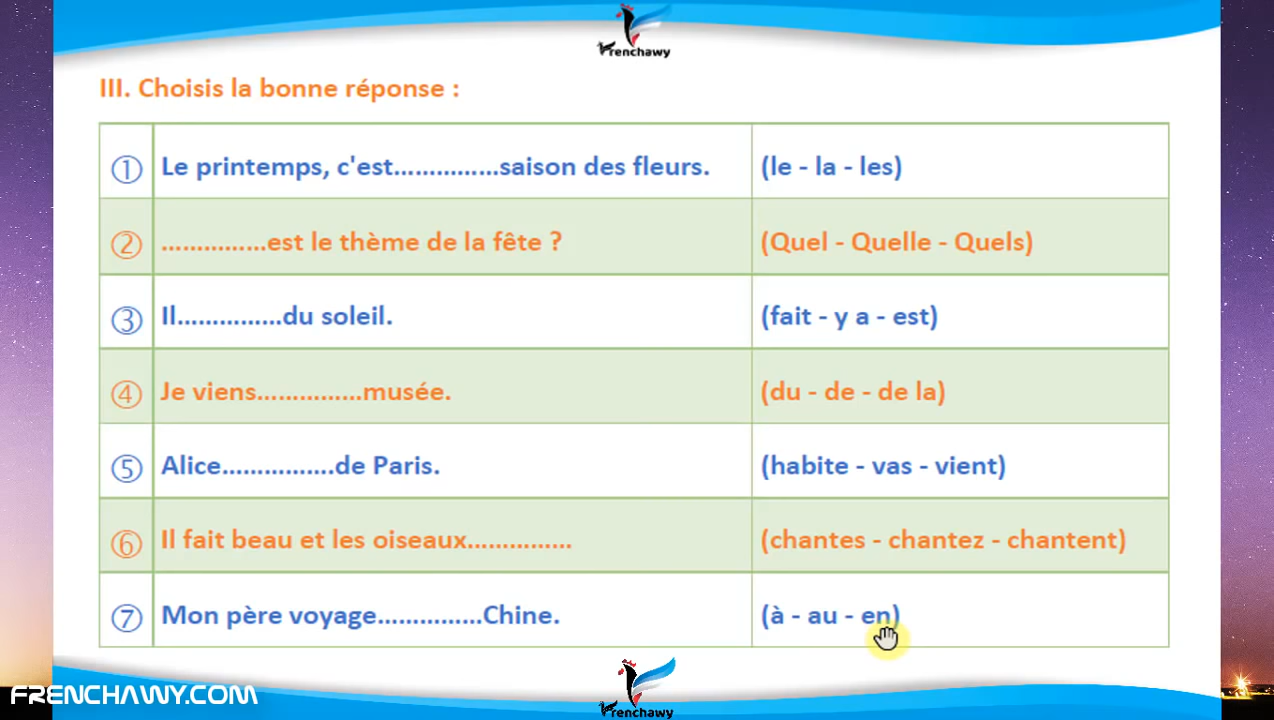 Frenchawy
III. Choisis la bonne réponse :
① Le printemps, c'est……………saison des fleurs. (le - la - les)
② ……………est le thème de la fête ? (Quel - Quelle - Quels)
③ Il……………du soleil. (fait - y a - est)
④ Je viens……………musée. (du - de - de la)
⑤ Alice…………….de Paris. (habite - vas - vient)
⑥ Il fait beau et les oiseaux…………… (chantes - chantez - chantent)
⑦ Mon père voyage……………Chine. (à - au - en)
FRENCHAWY.COM
Frenchawy